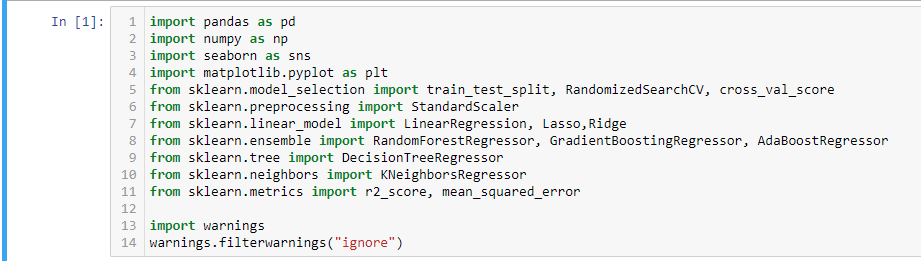 In [1]:
1 import pandas as pd
2 import numpy as np
3 import seaborn as sns
4 import matplotlib.pyplot as plt
5 from sklearn.model_selection import train_test_split, RandomizedSearchCV, cross_val_score
6 from sklearn.preprocessing import StandardScaler
7 from sklearn.linear_model import LinearRegression, Lasso,Ridge
8 from sklearn.ensemble import RandomForestRegressor, GradientBoostingRegressor, AdaBoostRegressor
9 from sklearn.tree import DecisionTreeRegressor
10 from sklearn.neighbors import KNeighborsRegressor
11 from sklearn.metrics import r2_score, mean_squared_error
12
13 import warnings
14 warnings.filterwarnings("ignore")